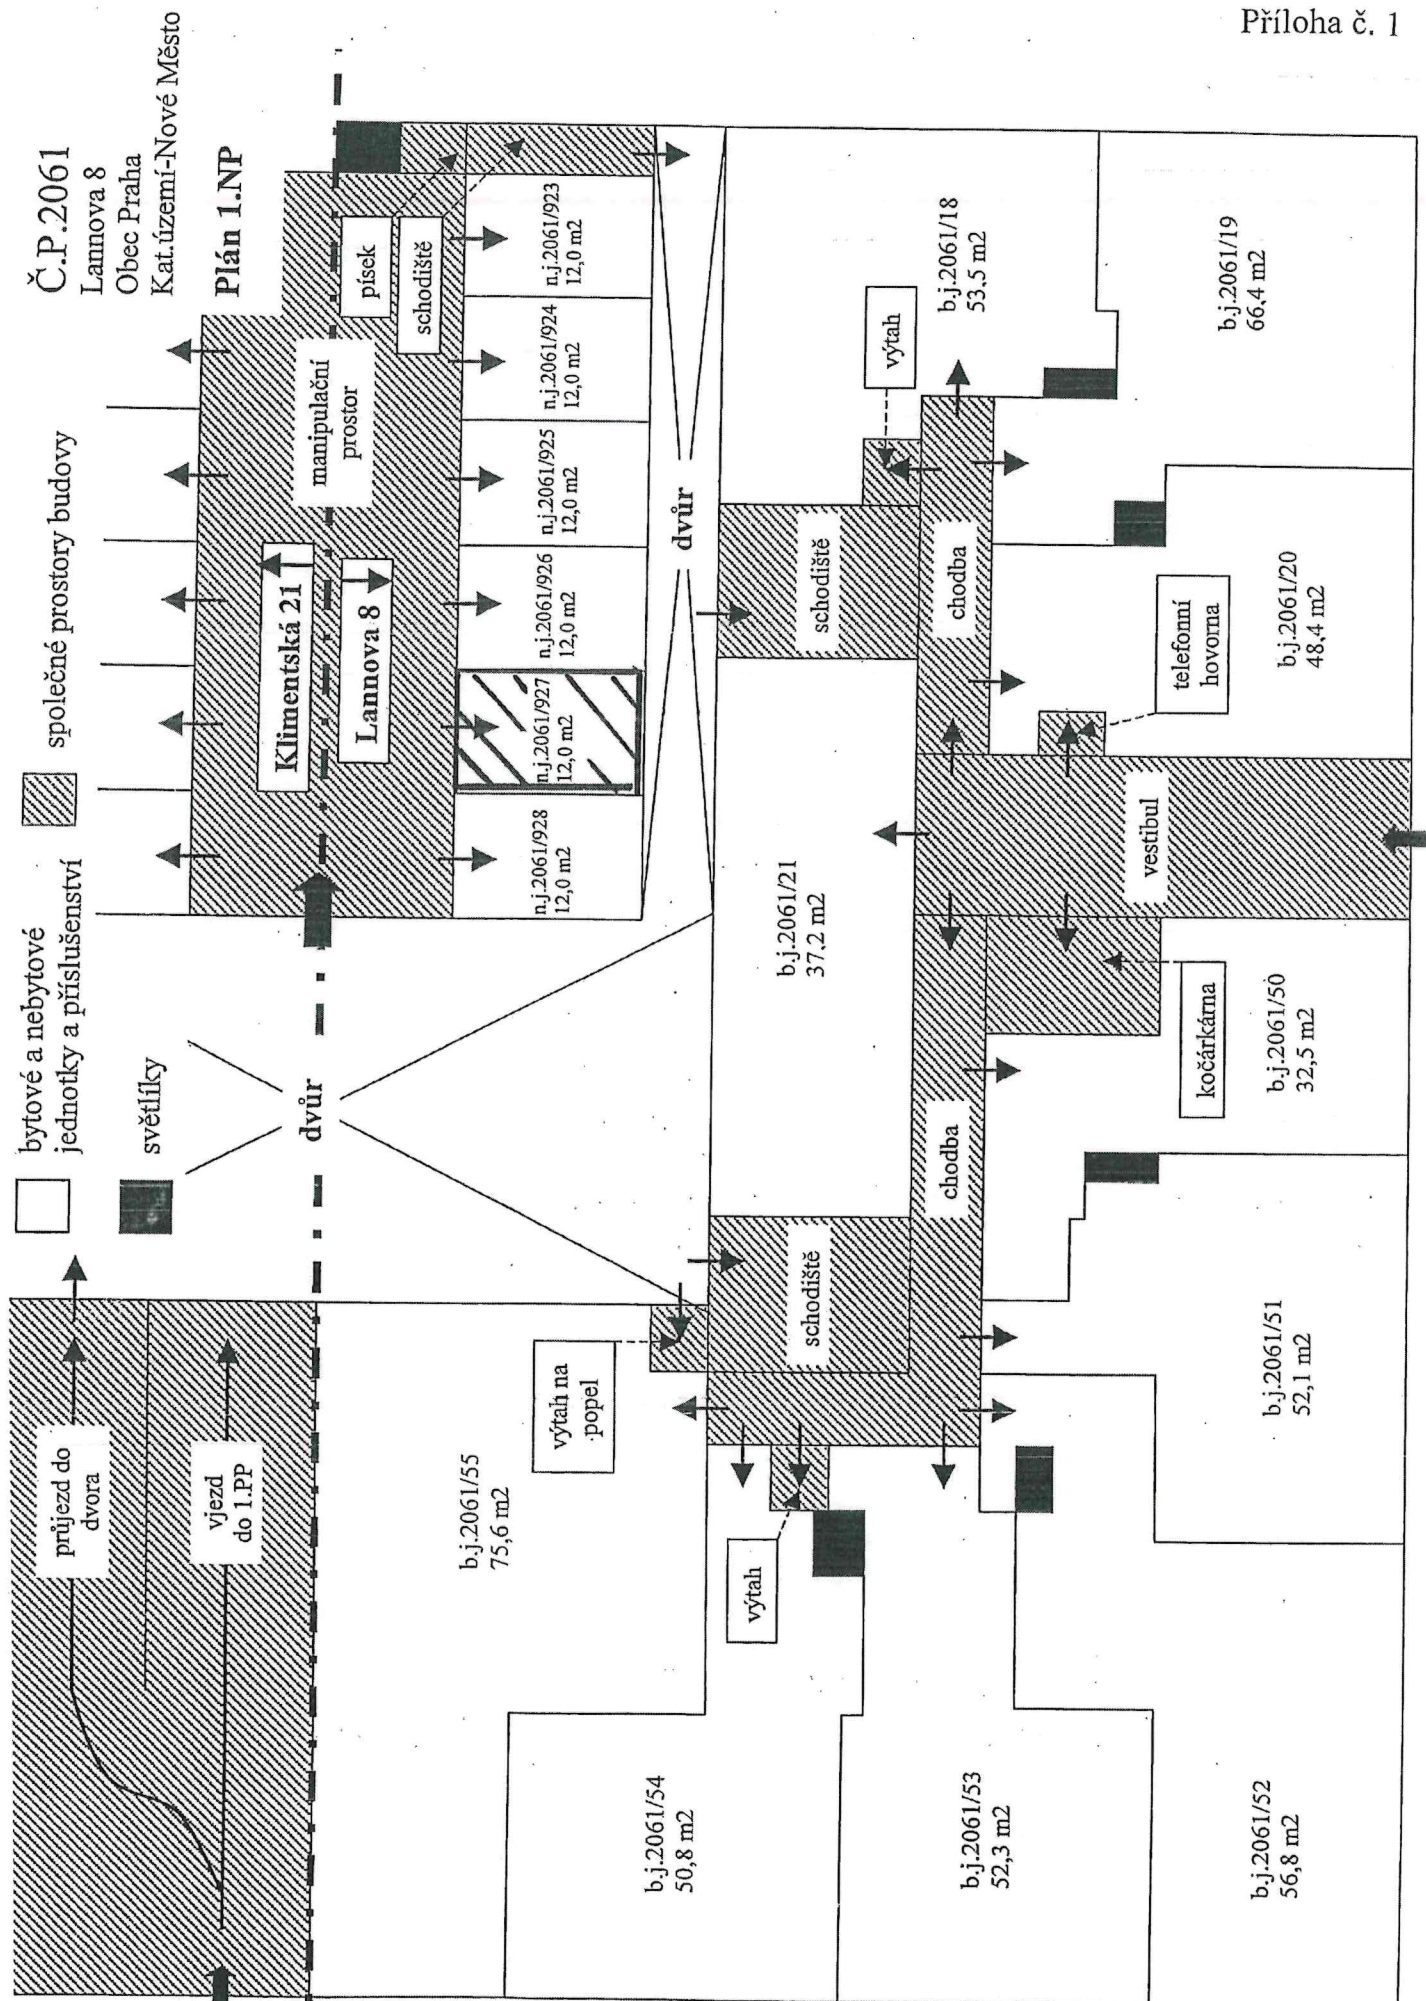 Příloha č. 1
Č.P.2061
Lannova 8
Obec Praha
Kat.území-Nové Město
Plán 1.NP
bytové a nebytové
jednotky a příslušenství
společné prostory budovy
světlíky
průjezd do
dvora
vjezd
do 1.PP
dvůr
Klimentská 21
Lannova 8
manipulační
prostor
písek
schodiště
n.j.2061/928
12,0 m2
n.j.2061/927
12,0 m2
n.j.2061/926
12,0 m2
n.j.2061/925
12,0 m2
n.j.2061/924
12,0 m2
n.j.2061/923
12,0 m2
dvůr
b.j.2061/55
75,6 m2
výtah na
popel
schodiště
b.j.2061/21
37,2 m2
schodiště
výtah
b.j.2061/18
53,5 m2
b.j.2061/54
50,8 m2
výtah
chodba
chodba
b.j.2061/53
52,3 m2
vestibul
kočárkárna
telefonní
hovorna
b.j.2061/52
56,8 m2
b.j.2061/51
52,1 m2
b.j.2061/50
32,5 m2
b.j.2061/20
48,4 m2
b.j.2061/19
66,4 m2